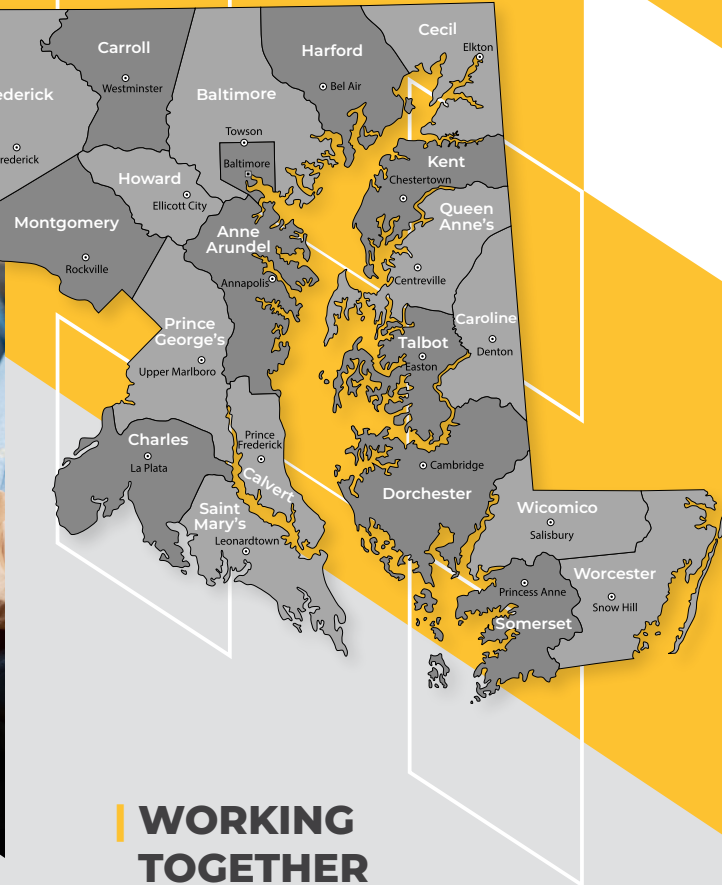 Cecil
Carroll
Harford
Elkton
Westminster
Bel Air
ederick
Baltimore
Towson
rederick
Baltimore
Kent
Howard
Chestertown
Ellicott City
Queen
Anne's
Montgomery
Anne
Arundel
Rockville
Annapolis
Centreville
Prince
George's
Caroline
Talbot
Upper Marlboro
Easton
Denton
Charles
Prince
Frederick
La Plata
Cambridge
Calvert
Dorchester
Saint
Mary's
Wicomico
Leonardtown
Salisbury
Worcester
Princess Anne
Snow Hill
Somerset
WORKING
TOGETHER